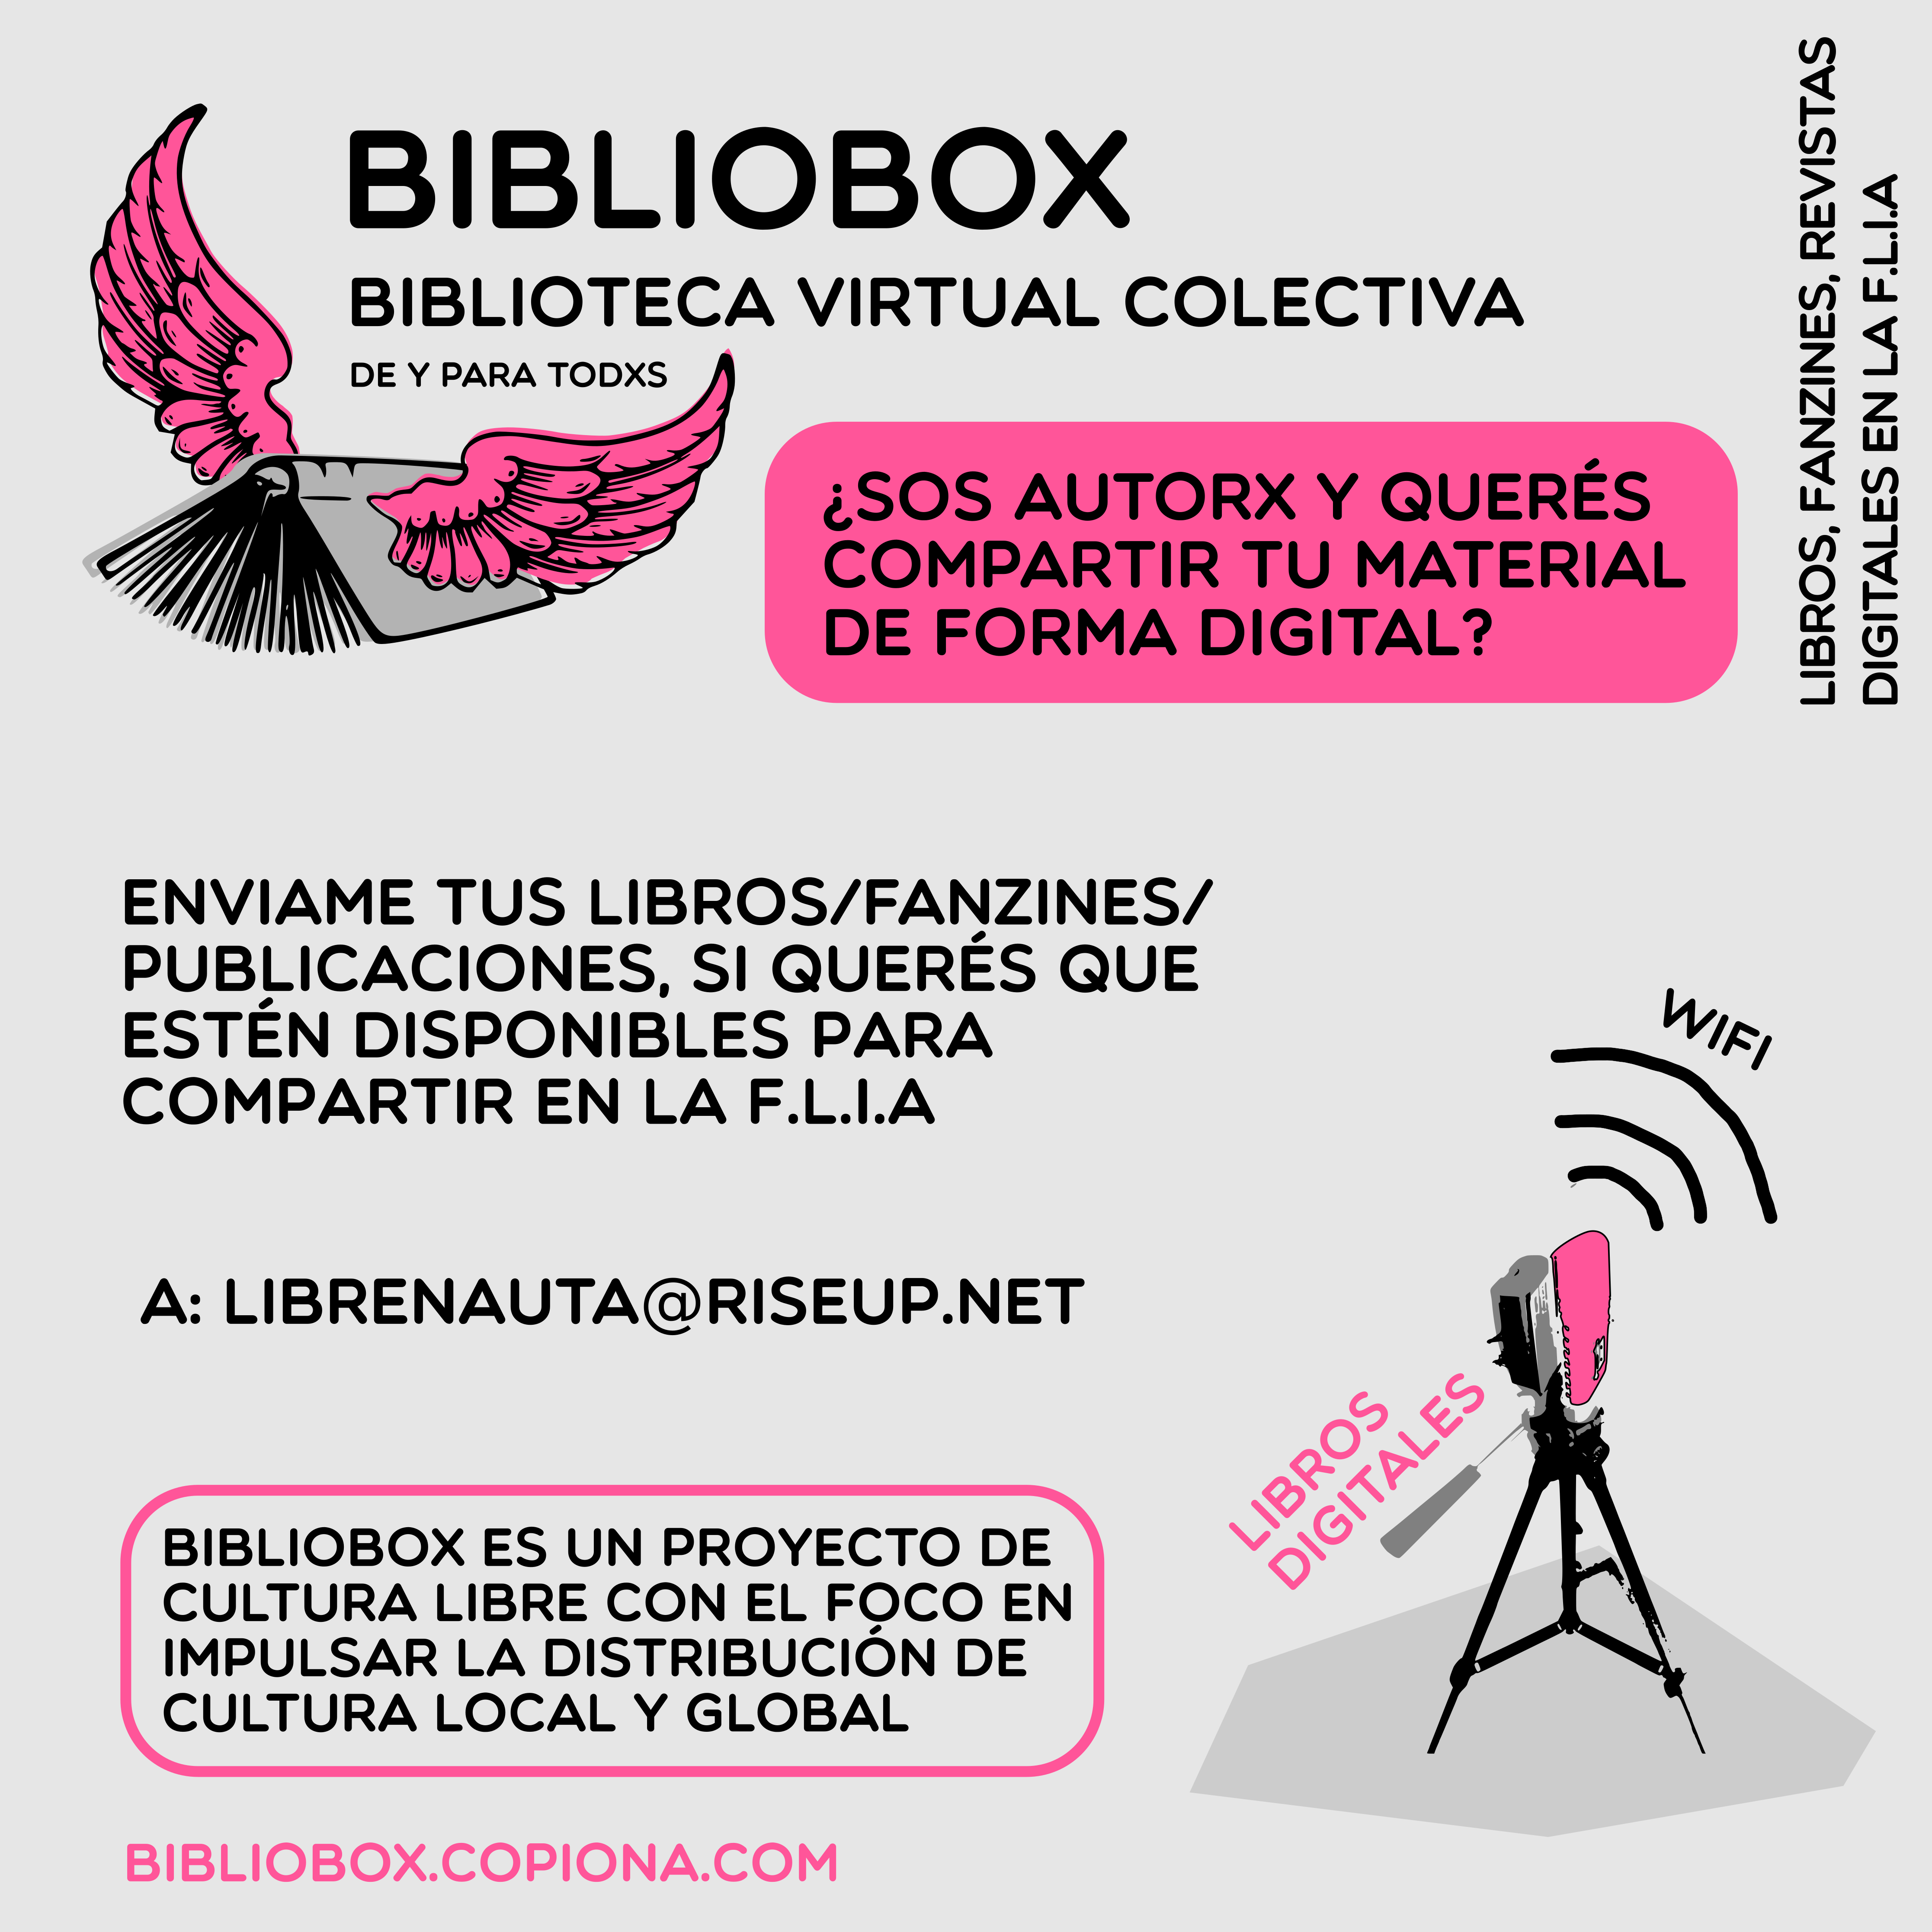 BIBLIOBOX
BIBLIOTECA VIRTUAL COLECTIVA
DE Y PARA TODXS
LIBROS, FANZINES, REVISTAS
DIGITALES EN LA F.L.I.A
¿SOS AUTORX Y QUERÉS
COMPARTIR TU MATERIAL
DE FORMA DIGITAL?
ENVIAME TUS LIBROS/FANZINES/
PUBLICACIONES, SI QUERÉS QUE
ESTÉN DISPONIBLES PARA
COMPARTIR EN LA F.L.I.A
A: LIBRENAUTA@RISEUP.NET
WIFI
LIBROS
DIGITALES
BIBLIOBOX ES UN PROYECTO DE
CULTURA LIBRE CON EL FOCO EN
IMPULSAR LA DISTRIBUCIÓN DE
CULTURA LOCAL Y GLOBAL
BIBLIOBOX.COPIONA.COM